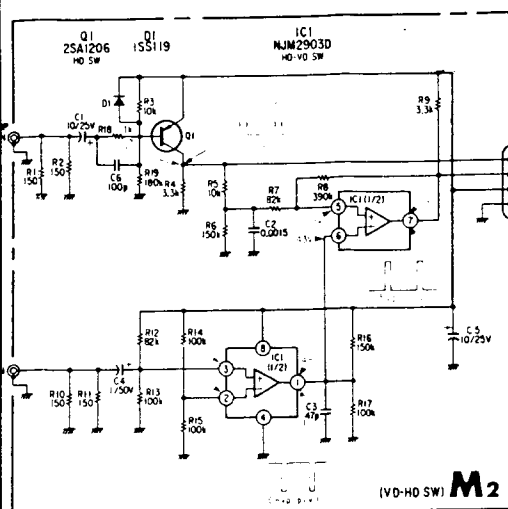 Q1
2SA1206
HD SW
D1
1SS119
IC1
NJM2903D
HD-VD SW
D1
R3
10k
R9
3.3k
C1
10/25V
+
R18
1k
Q1
R1
150
R2
150
C6
100p
R19
180k
R4
3.3k
R5
10k
R7
82k
R8
390k
IC1 (1/2)
5
6
7
R6
150k
C2
0.0015
R12
82k
R14
100k
8
IC1
(1/2)
R16
150k
C5
10/25V
3
2
1
4
R10
150
R11
150
C4
1/50V
R13
100k
R15
100k
C3
47p
R17
100k
(VD-HD SW) M2